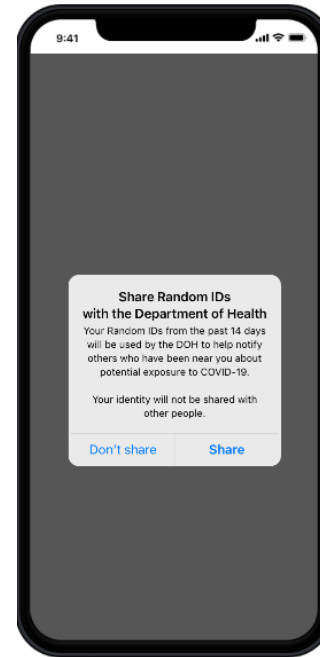 9:41
Share Random IDs
with the Department of Health
Your Random IDs from the past 14 days
will be used by the DOH to help notify
others who have been near you about
potential exposure to COVID-19.
Your identity will not be shared with
other people.
Don't share
Share